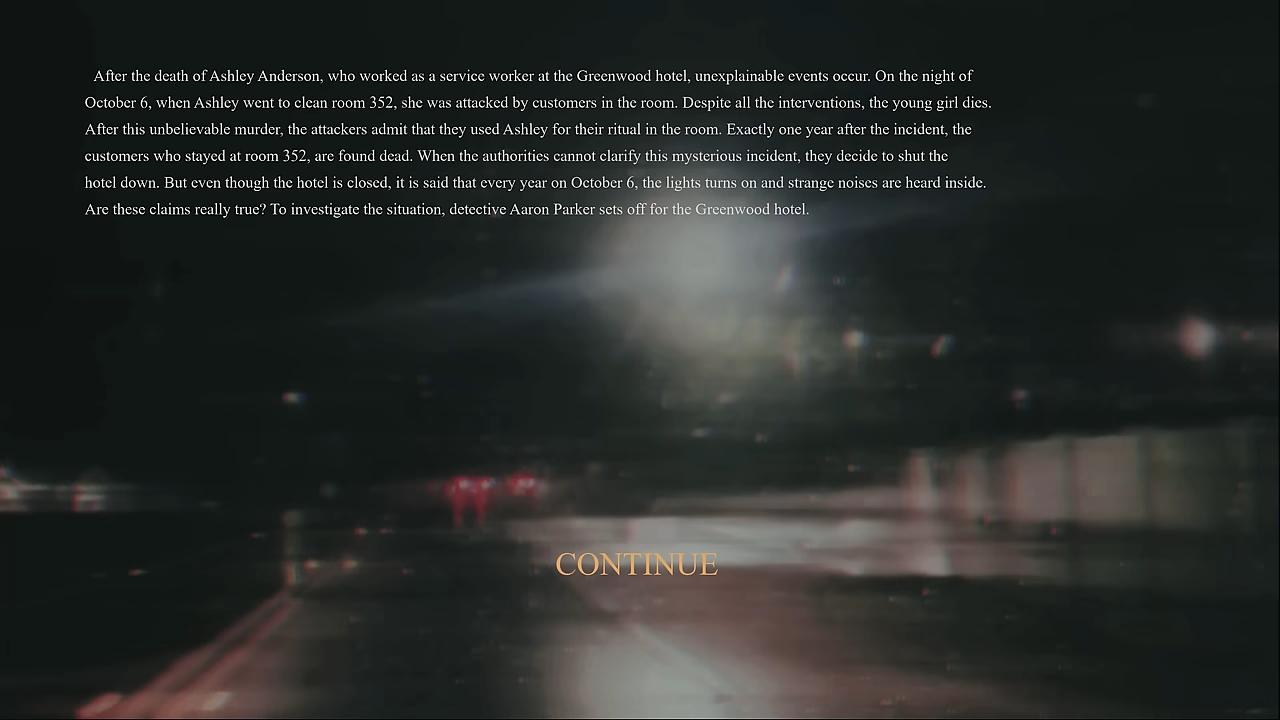 After the death of Ashley Anderson, who worked as a service worker at the Greenwood hotel, unexplainable events occur. On the night of
October 6, when Ashley went to clean room 352, she was attacked by customers in the room. Despite all the interventions, the young girl dies.
After this unbelievable murder, the attackers admit that they used Ashley for their ritual in the room. Exactly one year after the incident, the
customers who stayed at room 352, are found dead. When the authorities cannot clarify this mysterious incident, they decide to shut the
hotel down. But even though the hotel is closed, it is said that every year on October 6, the lights turns on and strange noises are heard inside.
Are these claims really true? To investigate the situation, detective Aaron Parker sets off for the Greenwood hotel.
CONTINUE